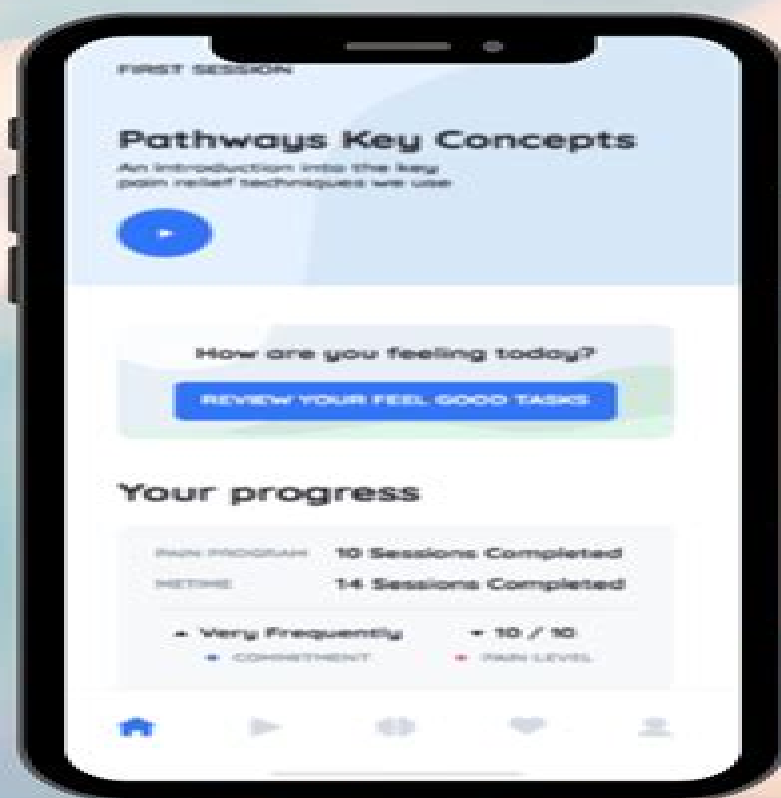 FIRST SESSION
Pathways Key Concepts
An introduction into the key
pain relief techniques we use
How are you feeling today?
REVIEW YOUR FEEL GOOD TASKS
Your progress
PAIN PROGRAM 10 Sessions Completed
METIME 14 Sessions Completed
Very Frequently 10 / 10
COMMITMENT PAIN LEVEL